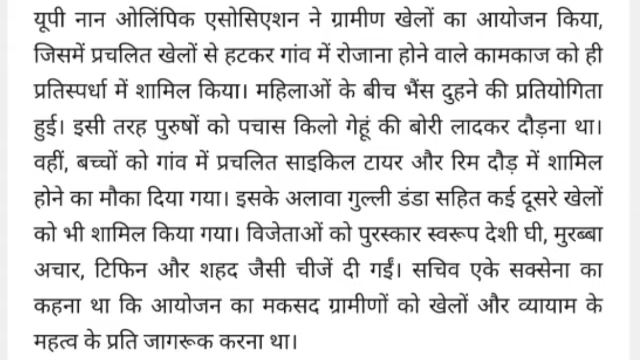 यूपी नान ओलिंपिक एसोसिएशन ने ग्रामीण खेलों का आयोजन किया,
जिसमें प्रचलित खेलों से हटकर गांव में रोजाना होने वाले कामकाज को ही
प्रतिस्पर्धा में शामिल किया। महिलाओं के बीच भैंस दुहने की प्रतियोगिता
हुई। इसी तरह पुरुषों को पचास किलो गेहूं की बोरी लादकर दौड़ना था।
वहीं, बच्चों को गांव में प्रचलित साइकिल टायर और रिम दौड़ में शामिल
होने का मौका दिया गया। इसके अलावा गुल्ली डंडा सहित कई दूसरे खेलों
को भी शामिल किया गया। विजेताओं को पुरस्कार स्वरूप देशी घी, मुरब्बा
अचार, टिफिन और शहद जैसी चीजें दी गईं। सचिव एके सक्सेना का
कहना था कि आयोजन का मकसद ग्रामीणों को खेलों और व्यायाम के
महत्व के प्रति जागरूक करना था।